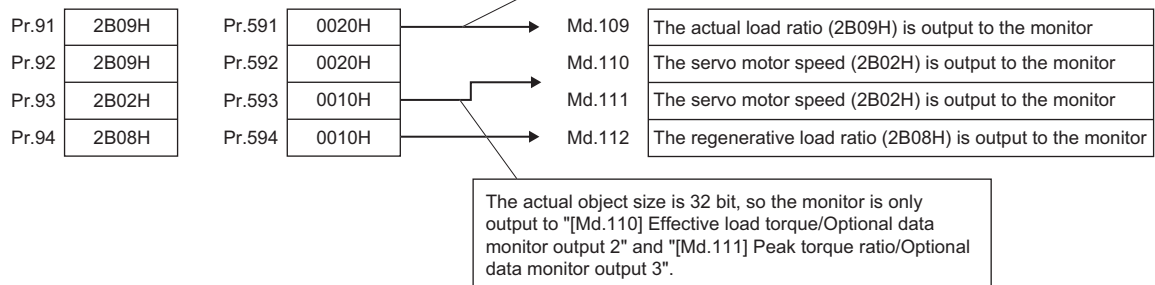 Pr.91 2B09H Pr.591 0020H Md.109 The actual load ratio (2B09H) is output to the monitor
Pr.92 2B09H Pr.592 0020H Md.110 The servo motor speed (2B02H) is output to the monitor
Pr.93 2B02H Pr.593 0010H Md.111 The servo motor speed (2B02H) is output to the monitor
Pr.94 2B08H Pr.594 0010H Md.112 The regenerative load ratio (2B08H) is output to the monitor
The actual object size is 32 bit, so the monitor is only
output to "[Md.110] Effective load torque/Optional data
monitor output 2" and "[Md.111] Peak torque ratio/Optional
data monitor output 3".